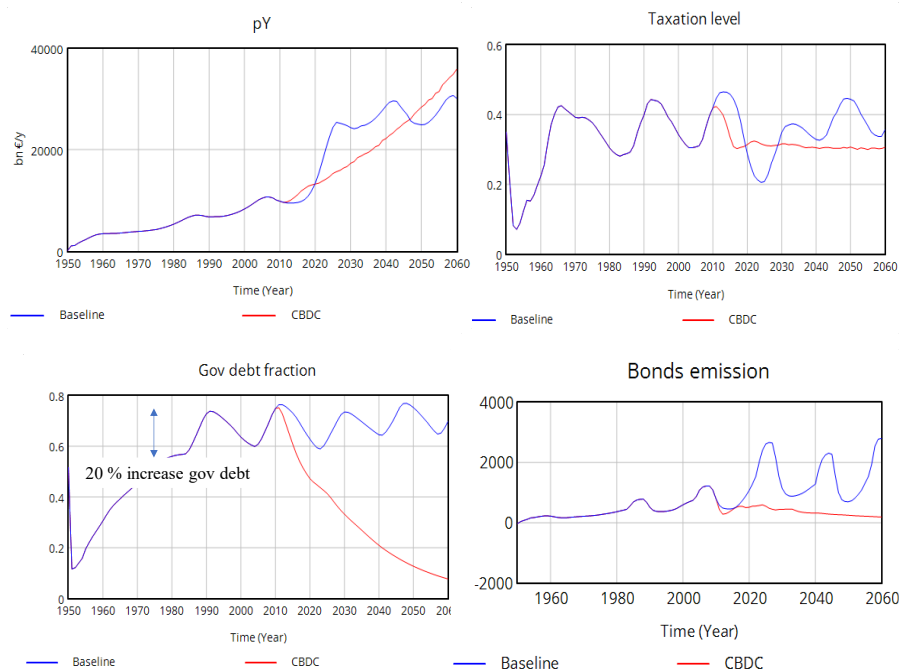 pY
40000
20000
0
bn €/y
1950 1960 1970 1980 1990 2000 2010 2020 2030 2040 2050 2060
Time (Year)
Baseline CBDC
Taxation level
0.6
0.4
0.2
0
1950 1960 1970 1980 1990 2000 2010 2020 2030 2040 2050 2060
Time (Year)
Baseline CBDC
Gov debt fraction
0.8
0.6
20 % increase gov debt
0.4
0.2
0
1950 1960 1970 1980 1990 2000 2010 2020 2030 2040 2050
Time (Year)
Baseline CBDC
Bonds emission
4000
2000
0
-2000
1960 1980 2000 2020 2040 2060
Time (Year)
Baseline CBDC